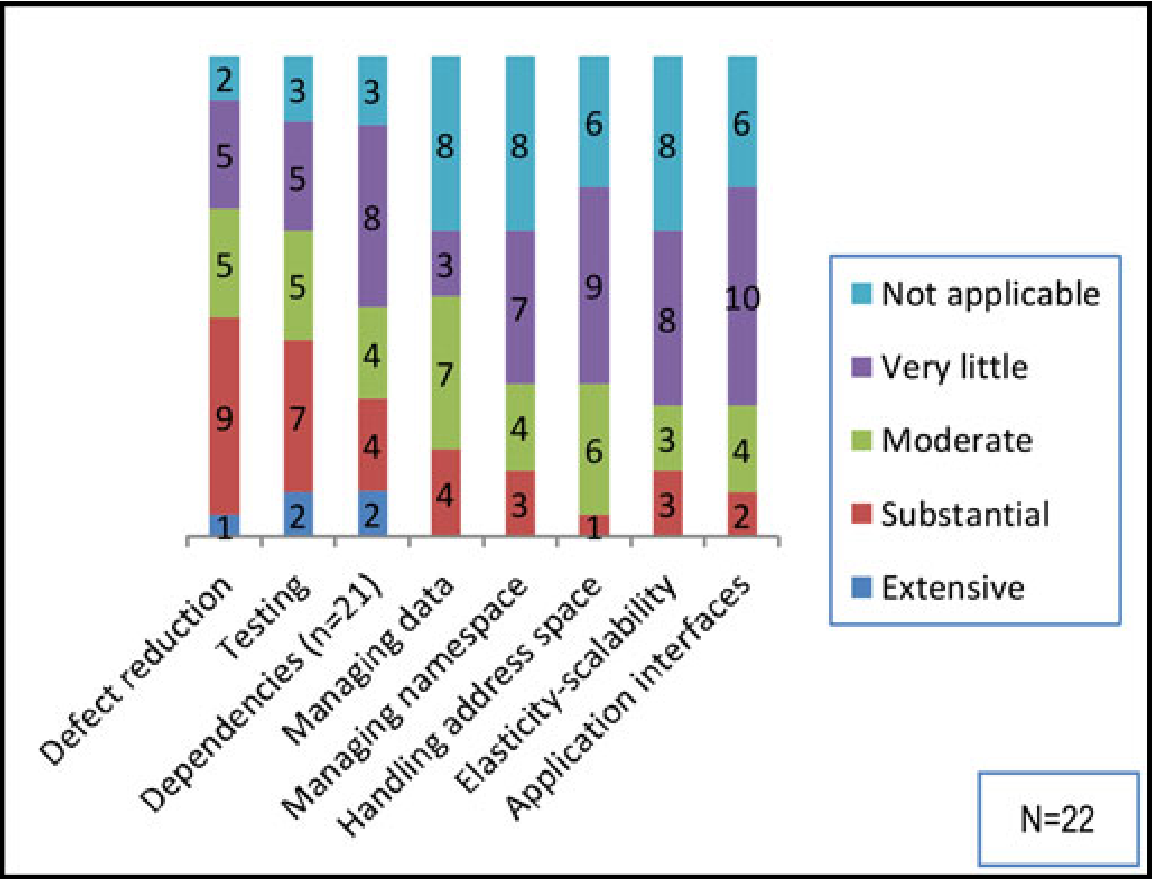 2 3 3 8 8 6 8 6
5 5 8 3 7 9 8 10
5 5 4 7 4 6 3 4
9 7 4 4 3 1 3 2
1 2 2
Defect reduction
Testing
Dependencies (n=21)
Managing data
Managing namespace
Handling address space
Elasticity-scalability
Application interfaces
Not applicable
Very little
Moderate
Substantial
Extensive
N=22